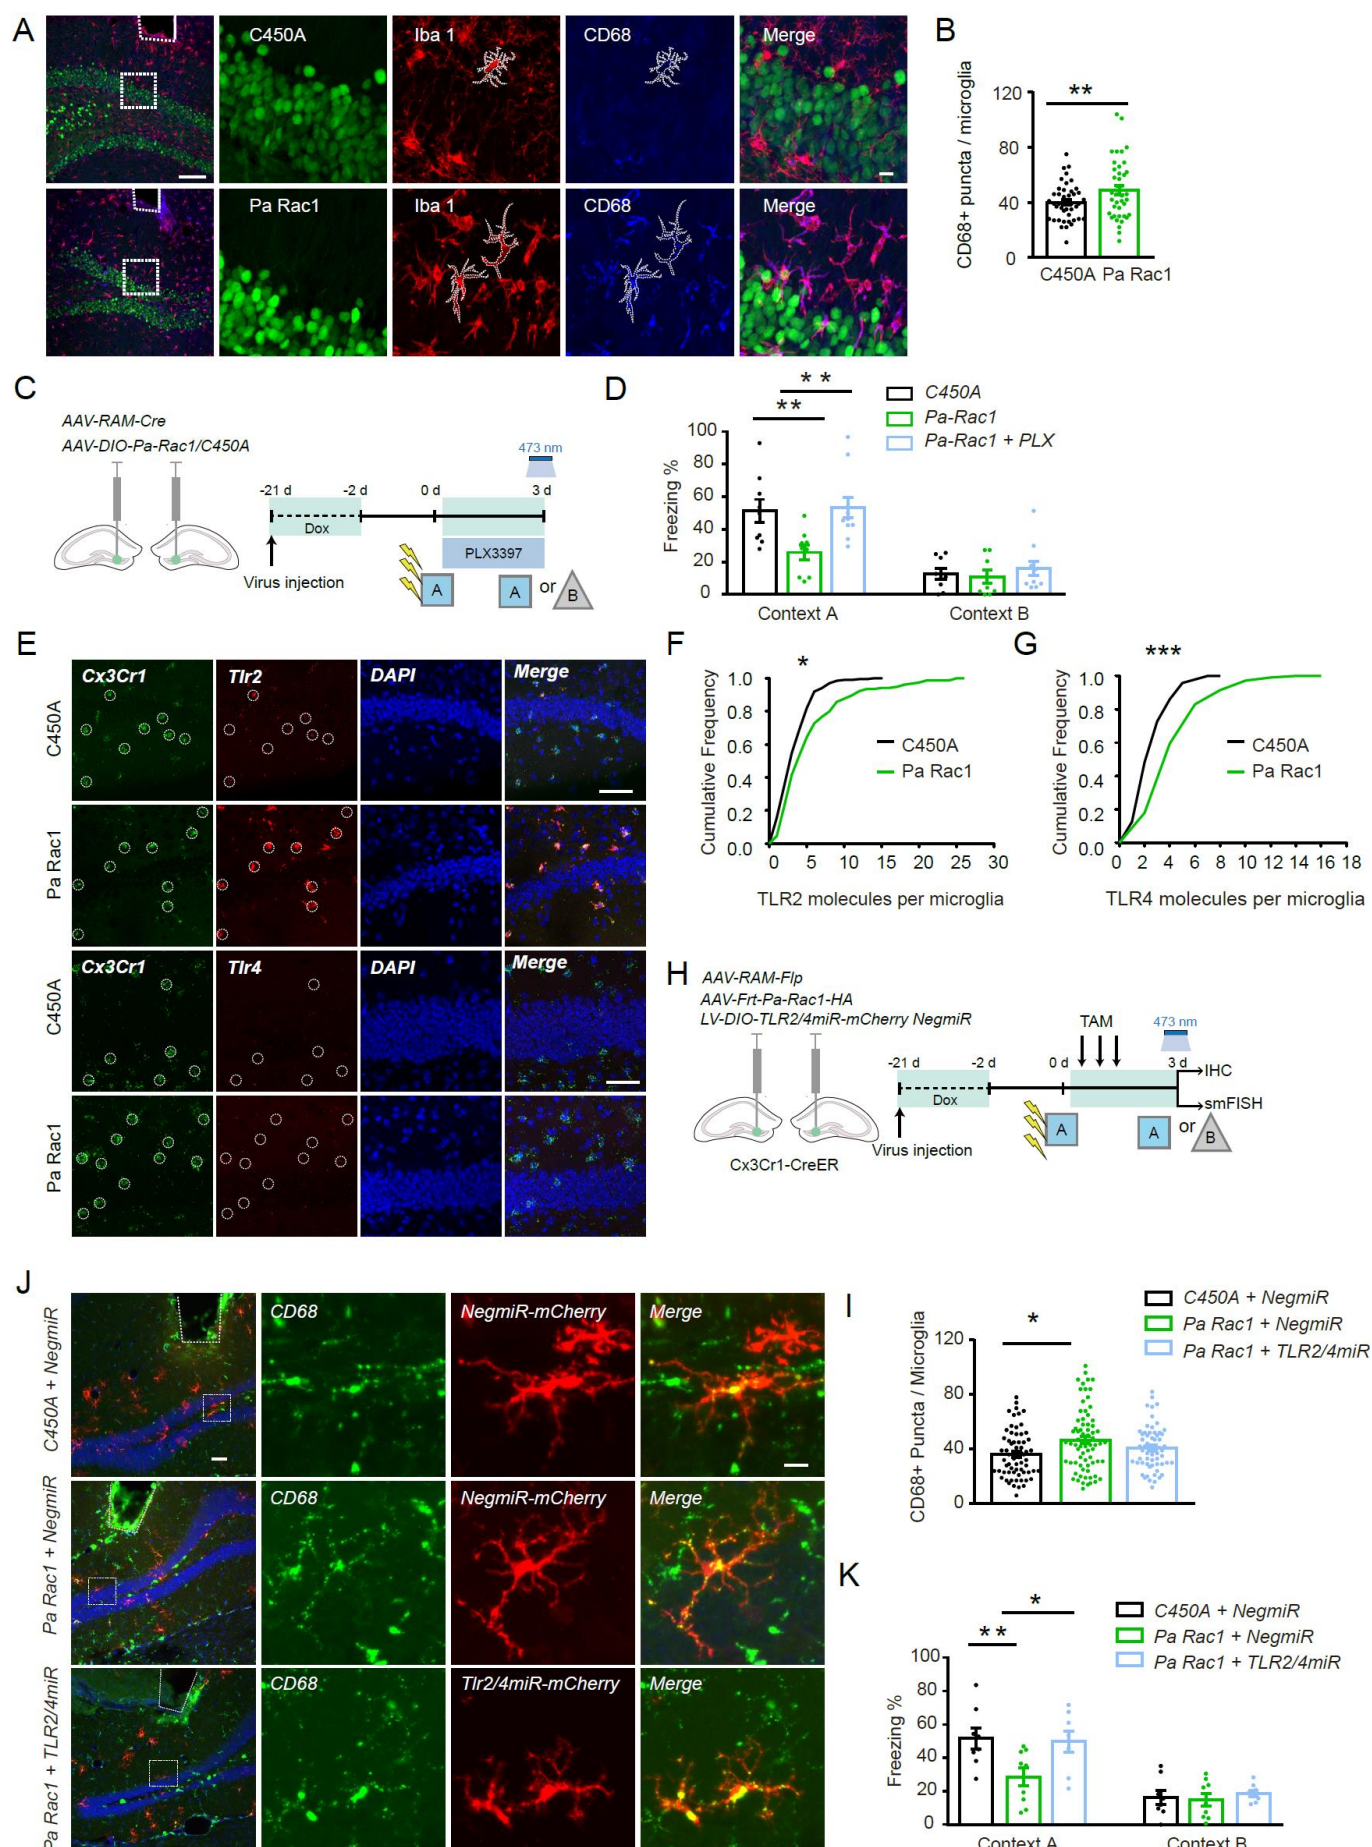 A
C450A
Iba 1
CD68
Merge
Pa Rac1
Iba 1
CD68
Merge
B
**
CD68+ puncta / microglia
120
80
40
0
C450A Pa Rac1
C
AAV-RAM-Cre
AAV-DIO-Pa-Rac1/C450A
473 nm
-21 d
-2 d
0 d
3 d
Dox
PLX3397
Virus injection
A
A
or
B
D
**
**
C450A
Pa-Rac1
Pa-Rac1 + PLX
Freezing %
100
80
60
40
20
0
Context A
Context B
E
C450A
Cx3Cr1
Tlr2
DAPI
Merge
Pa Rac1
C450A
Cx3Cr1
Tlr4
DAPI
Merge
Pa Rac1
F
*
Cumulative Frequency
1.0
0.8
0.6
0.4
0.2
0.0
C450A
Pa Rac1
0 5 10 15 20 25 30
TLR2 molecules per microglia
G
***
Cumulative Frequency
1.0
0.8
0.6
0.4
0.2
0.0
C450A
Pa Rac1
0 2 4 6 8 10 12 14 16 18
TLR4 molecules per microglia
H
AAV-RAM-Flp
AAV-Frt-Pa-Rac1-HA
LV-DIO-TLR2/4miR-mCherry NegmiR
Cx3Cr1-CreER
TAM
473 nm
-21 d
-2 d
0 d
3 d
Dox
IHC
smFISH
Virus injection
A
A
or
B
J
C450A + NegmiR
CD68
NegmiR-mCherry
Merge
Pa Rac1 + NegmiR
CD68
NegmiR-mCherry
Merge
Pa Rac1 + TLR2/4miR
CD68
Tlr2/4miR-mCherry
Merge
I
*
C450A + NegmiR
Pa Rac1 + NegmiR
Pa Rac1 + TLR2/4miR
CD68+ Puncta / Microglia
120
80
40
0
K
*
**
C450A + NegmiR
Pa Rac1 + NegmiR
Pa Rac1 + TLR2/4miR
Freezing %
100
80
60
40
20
0
Context A
Context B